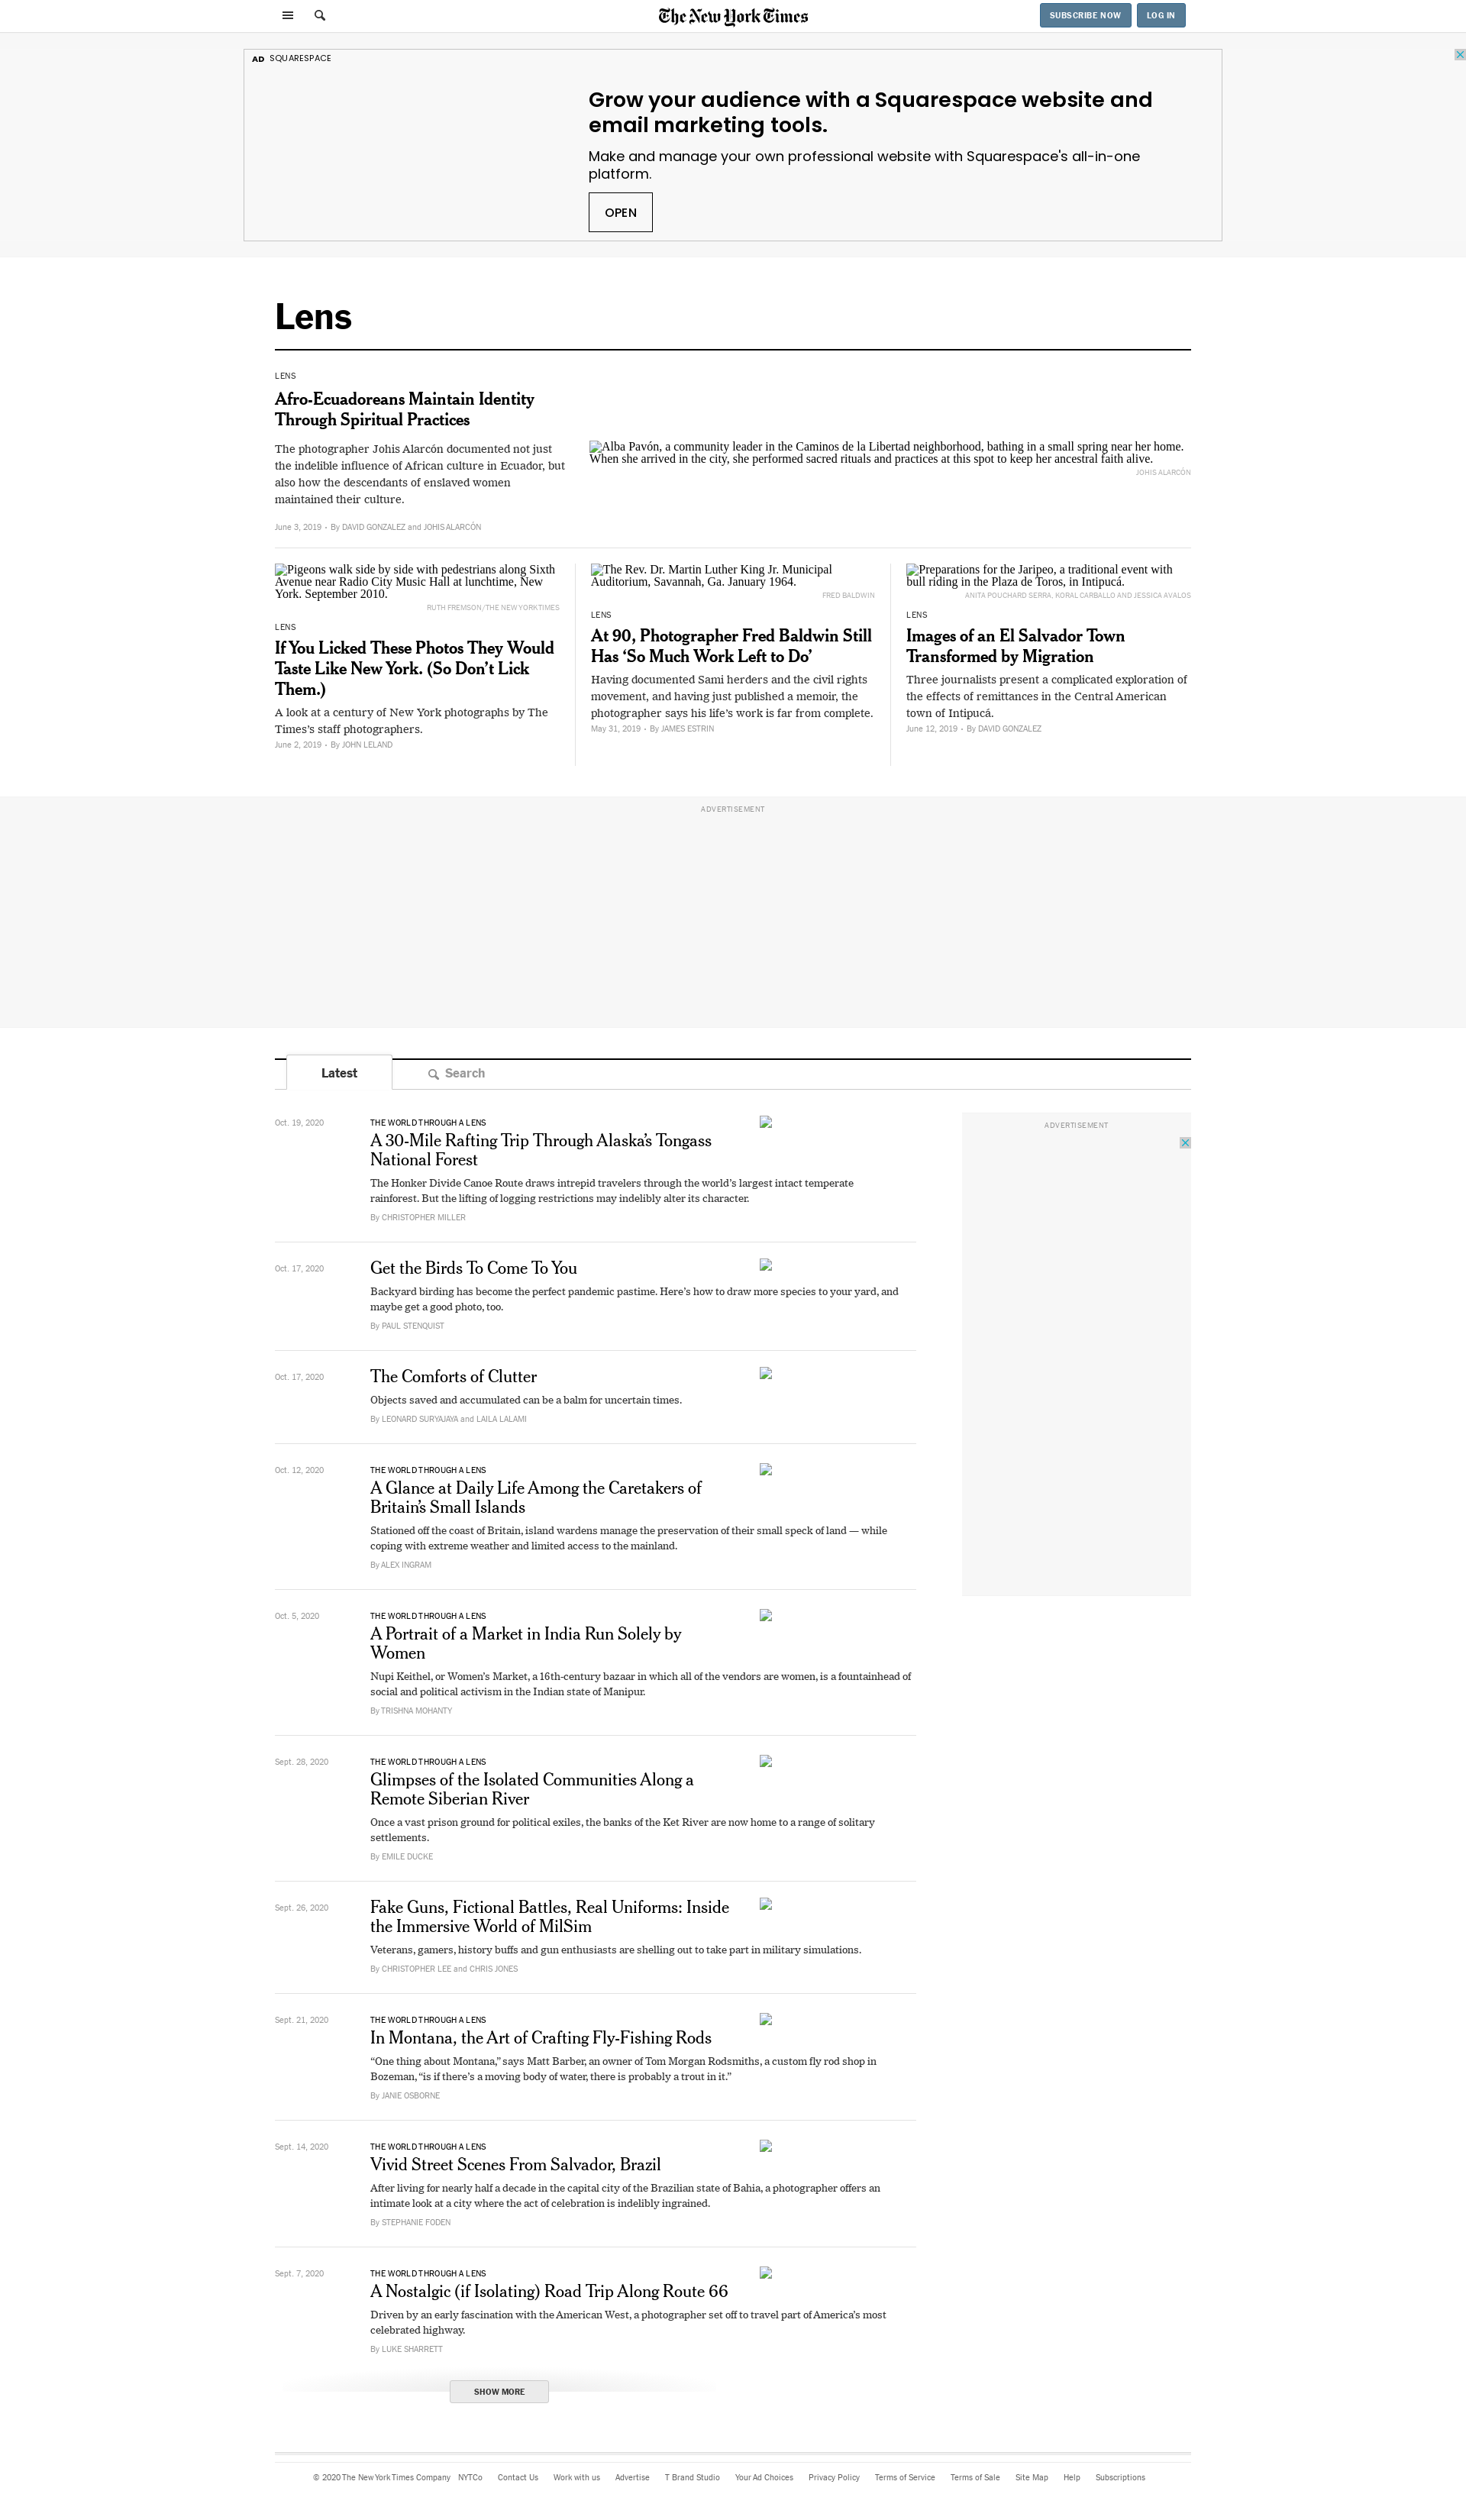 The New York Times
SUBSCRIBE NOW
LOG IN
AD SQUARESPACE
Grow your audience with a Squarespace website and
email marketing tools.
Make and manage your own professional website with Squarespace's all-in-one
platform.
OPEN
Lens
LENS
Afro-Ecuadoreans Maintain Identity
Through Spiritual Practices
The photographer Johis Alarcón documented not just
the indelible influence of African culture in Ecuador, but
also how the descendants of enslaved women
maintained their culture.
June 3, 2019 • By DAVID GONZALEZ and JOHIS ALARCÓN
Alba Pavón, a community leader in the Caminos de la Libertad neighborhood, bathing in a small spring near her home.
When she arrived in the city, she performed sacred rituals and practices at this spot to keep her ancestral faith alive.
JOHIS ALARCÓN
Pigeons walk side by side with pedestrians along Sixth
Avenue near Radio City Music Hall at lunchtime, New
York. September 2010.
RUTH FREMSON/THE NEW YORK TIMES
LENS
If You Licked These Photos They Would
Taste Like New York. (So Don’t Lick
Them.)
A look at a century of New York photographs by The
Times’s staff photographers.
June 2, 2019 • By JOHN LELAND
The Rev. Dr. Martin Luther King Jr. Municipal
Auditorium, Savannah, Ga. January 1964.
FRED BALDWIN
LENS
At 90, Photographer Fred Baldwin Still
Has ‘So Much Work Left to Do’
Having documented Sami herders and the civil rights
movement, and having just published a memoir, the
photographer says his life’s work is far from complete.
May 31, 2019 • By JAMES ESTRIN
Preparations for the Jaripeo, a traditional event with
bull riding in the Plaza de Toros, in Intipucá.
ANITA POUCHARD SERRA, KORAL CARBALLO AND JESSICA AVALOS
LENS
Images of an El Salvador Town
Transformed by Migration
Three journalists present a complicated exploration of
the effects of remittances in the Central American
town of Intipucá.
June 12, 2019 • By DAVID GONZALEZ
ADVERTISEMENT
Latest
Search
ADVERTISEMENT
Oct. 19, 2020
THE WORLD THROUGH A LENS
A 30-Mile Rafting Trip Through Alaska’s Tongass
National Forest
The Honker Divide Canoe Route draws intrepid travelers through the world’s largest intact temperate
rainforest. But the lifting of logging restrictions may indelibly alter its character.
By CHRISTOPHER MILLER
Oct. 17, 2020
Get the Birds To Come To You
Backyard birding has become the perfect pandemic pastime. Here’s how to draw more species to your yard, and
maybe get a good photo, too.
By PAUL STENQUIST
Oct. 17, 2020
The Comforts of Clutter
Objects saved and accumulated can be a balm for uncertain times.
By LEONARD SURYAJAYA and LAILA LALAMI
Oct. 12, 2020
THE WORLD THROUGH A LENS
A Glance at Daily Life Among the Caretakers of
Britain’s Small Islands
Stationed off the coast of Britain, island wardens manage the preservation of their small speck of land — while
coping with extreme weather and limited access to the mainland.
By ALEX INGRAM
Oct. 5, 2020
THE WORLD THROUGH A LENS
A Portrait of a Market in India Run Solely by
Women
Nupi Keithel, or Women’s Market, a 16th-century bazaar in which all of the vendors are women, is a fountainhead of
social and political activism in the Indian state of Manipur.
By TRISHNA MOHANTY
Sept. 28, 2020
THE WORLD THROUGH A LENS
Glimpses of the Isolated Communities Along a
Remote Siberian River
Once a vast prison ground for political exiles, the banks of the Ket River are now home to a range of solitary
settlements.
By EMILE DUCKE
Sept. 26, 2020
Fake Guns, Fictional Battles, Real Uniforms: Inside
the Immersive World of MilSim
Veterans, gamers, history buffs and gun enthusiasts are shelling out to take part in military simulations.
By CHRISTOPHER LEE and CHRIS JONES
Sept. 21, 2020
THE WORLD THROUGH A LENS
In Montana, the Art of Crafting Fly-Fishing Rods
“One thing about Montana,” says Matt Barber, an owner of Tom Morgan Rodsmiths, a custom fly rod shop in
Bozeman, “is if there’s a moving body of water, there is probably a trout in it.”
By JANIE OSBORNE
Sept. 14, 2020
THE WORLD THROUGH A LENS
Vivid Street Scenes From Salvador, Brazil
After living for nearly half a decade in the capital city of the Brazilian state of Bahia, a photographer offers an
intimate look at a city where the act of celebration is indelibly ingrained.
By STEPHANIE FODEN
Sept. 7, 2020
THE WORLD THROUGH A LENS
A Nostalgic (if Isolating) Road Trip Along Route 66
Driven by an early fascination with the American West, a photographer set off to travel part of America’s most
celebrated highway.
By LUKE SHARRETT
SHOW MORE
© 2020 The New York Times Company NYTCo Contact Us Work with us Advertise T Brand Studio Your Ad Choices Privacy Policy Terms of Service Terms of Sale Site Map Help Subscriptions